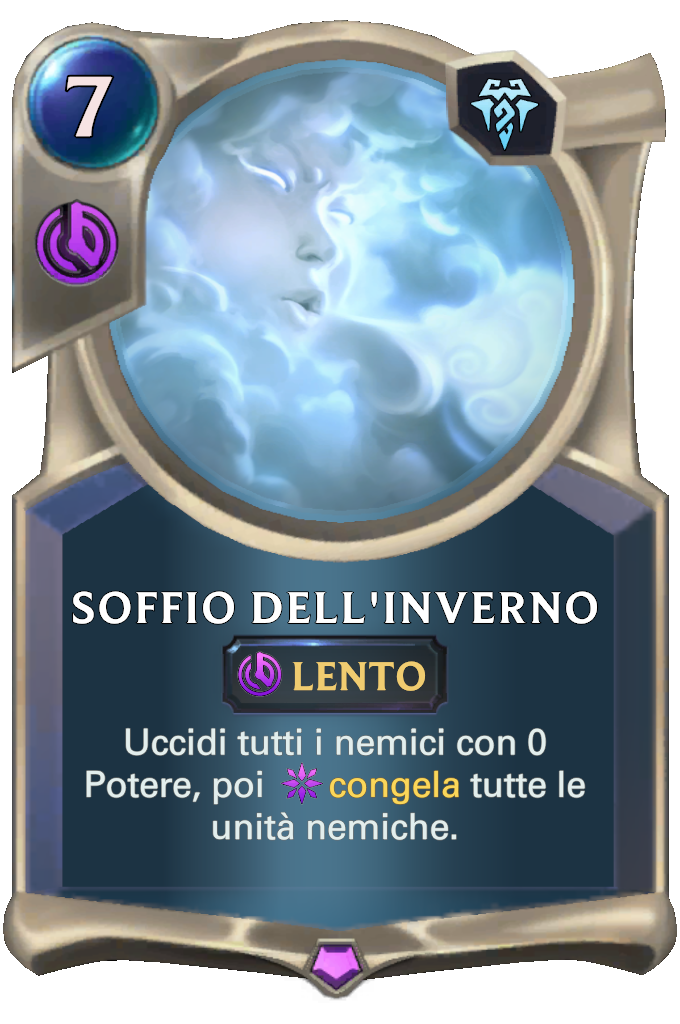 7
SOFFIO DELL'INVERNO
LENTO
Uccidi tutti i nemici con 0
Potere, poi congela tutte le
unità nemiche.